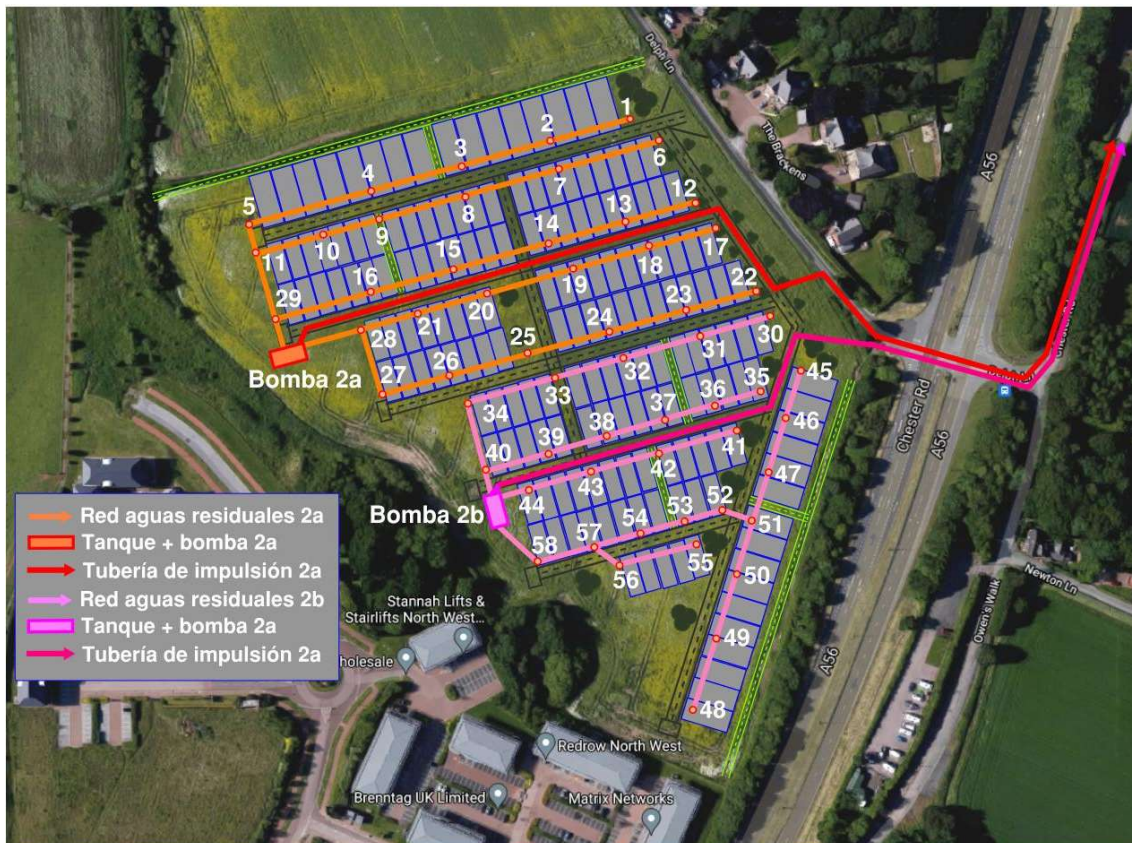 Delph Ln
The Brackens
A56
A56
Chester Rd
1
2
3
4
5
6
7
8
9
10
11
12
13
14
15
16
17
18
19
20
21
22
23
24
25
26
27
28
29
Bomba 2a
30
31
32
33
34
35
36
37
38
39
40
41
42
43
44
45
46
47
48
49
50
51
52
53
54
55
56
57
58
Bomba 2b
Chester Rd
A56
A56
Newton Ln
Owen's Walk
Red aguas residuales 2a
Tanque + bomba 2a
Tubería de impulsión 2a
Red aguas residuales 2b
Tanque + bomba 2a
Tubería de impulsión 2a
Stannah Lifts &
Stairlifts North West...
holesale
Redrow North West
Brenntag UK Limited
Matrix Networks